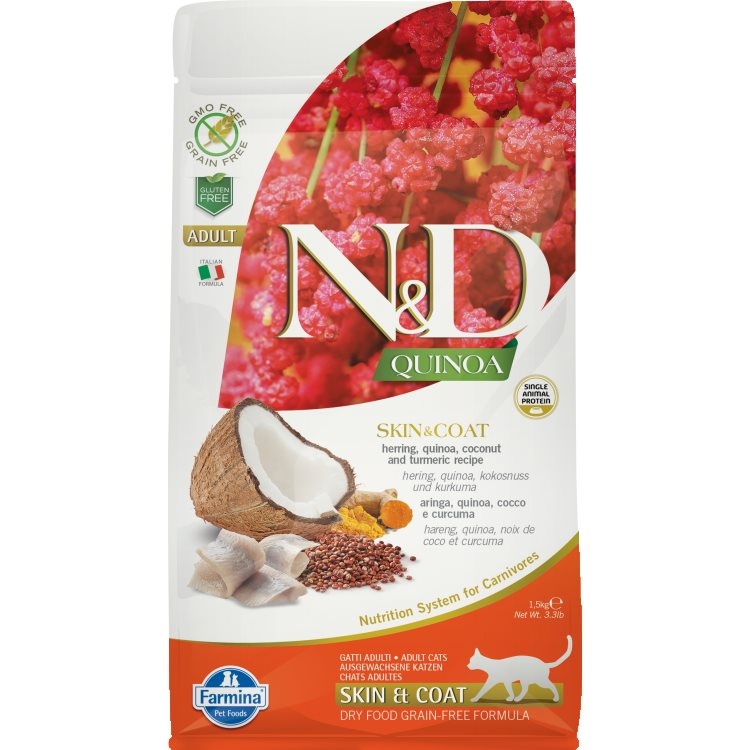 GMO FREE
GRAIN FREE
GLUTEN
FREE
ADULT
ITALIAN
FORMULA
N&D
QUINOA
SINGLE
ANIMAL
PROTEIN
SKIN&COAT
herring, quinoa, coconut
and turmeric recipe
hering, quinoa, kokosnuss
und kurkuma
aringa, quinoa, cocco
e curcuma
hareng, quinoa, noix de
coco et curcuma
Nutrition System for Carnivores
1,5kg℮
Net Wt. 3.3lb
GATTI ADULTI • ADULT CATS
AUSGEWACHSENE KATZEN
CHATS ADULTES
SKIN & COAT
DRY FOOD GRAIN-FREE FORMULA
Farmina
Pet Foods